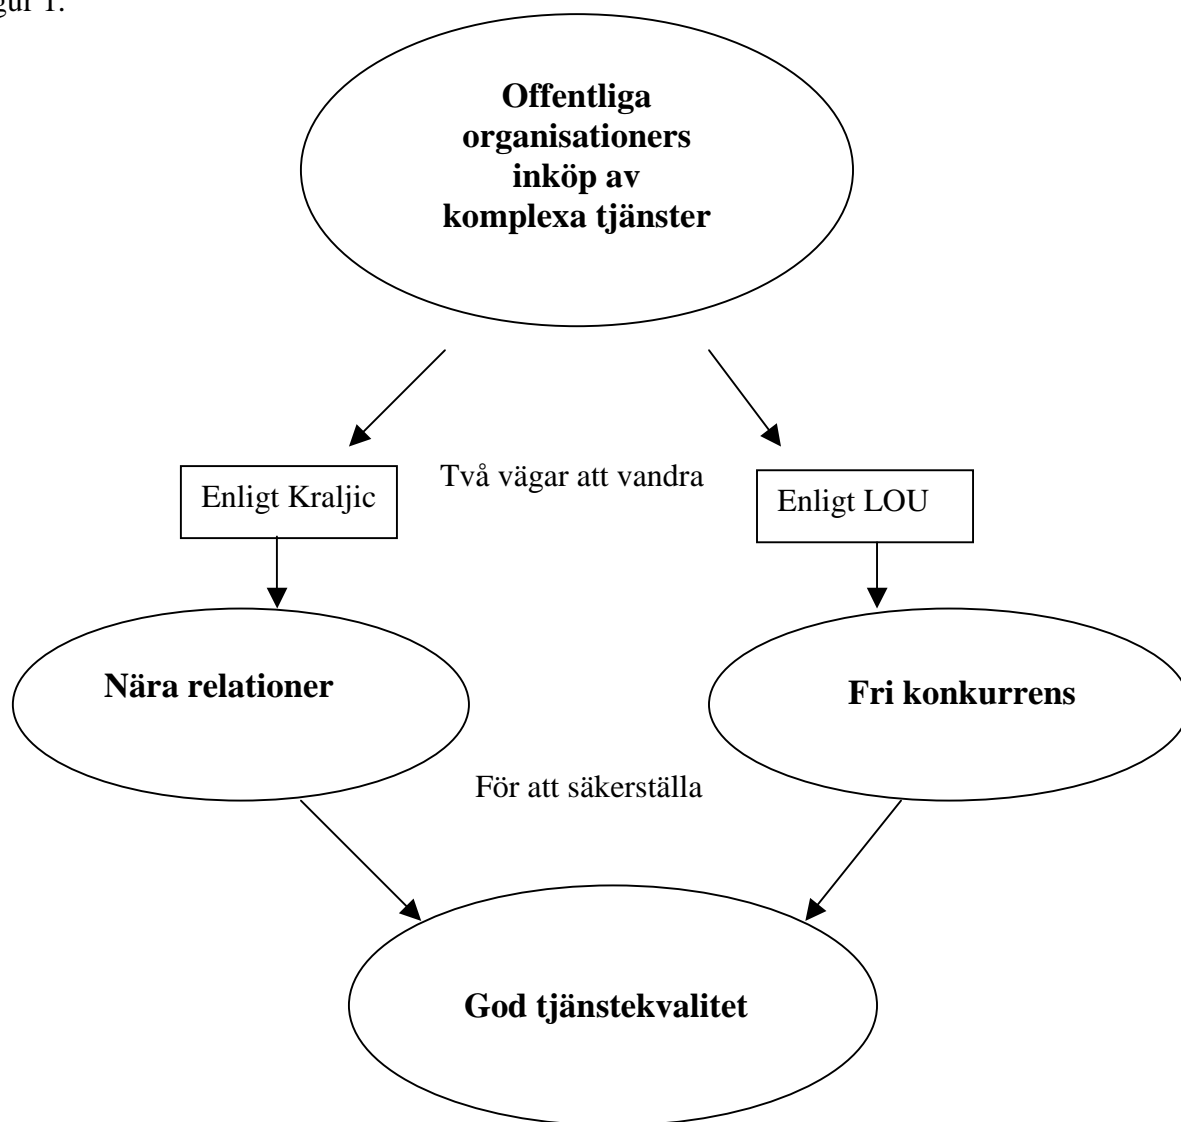 gur 1.
Offentliga
organisationers
inköp av
komplexa tjänster
Två vägar att vandra
Enligt Kraljic
Enligt LOU
Nära relationer
Fri konkurrens
För att säkerställa
God tjänstekvalitet